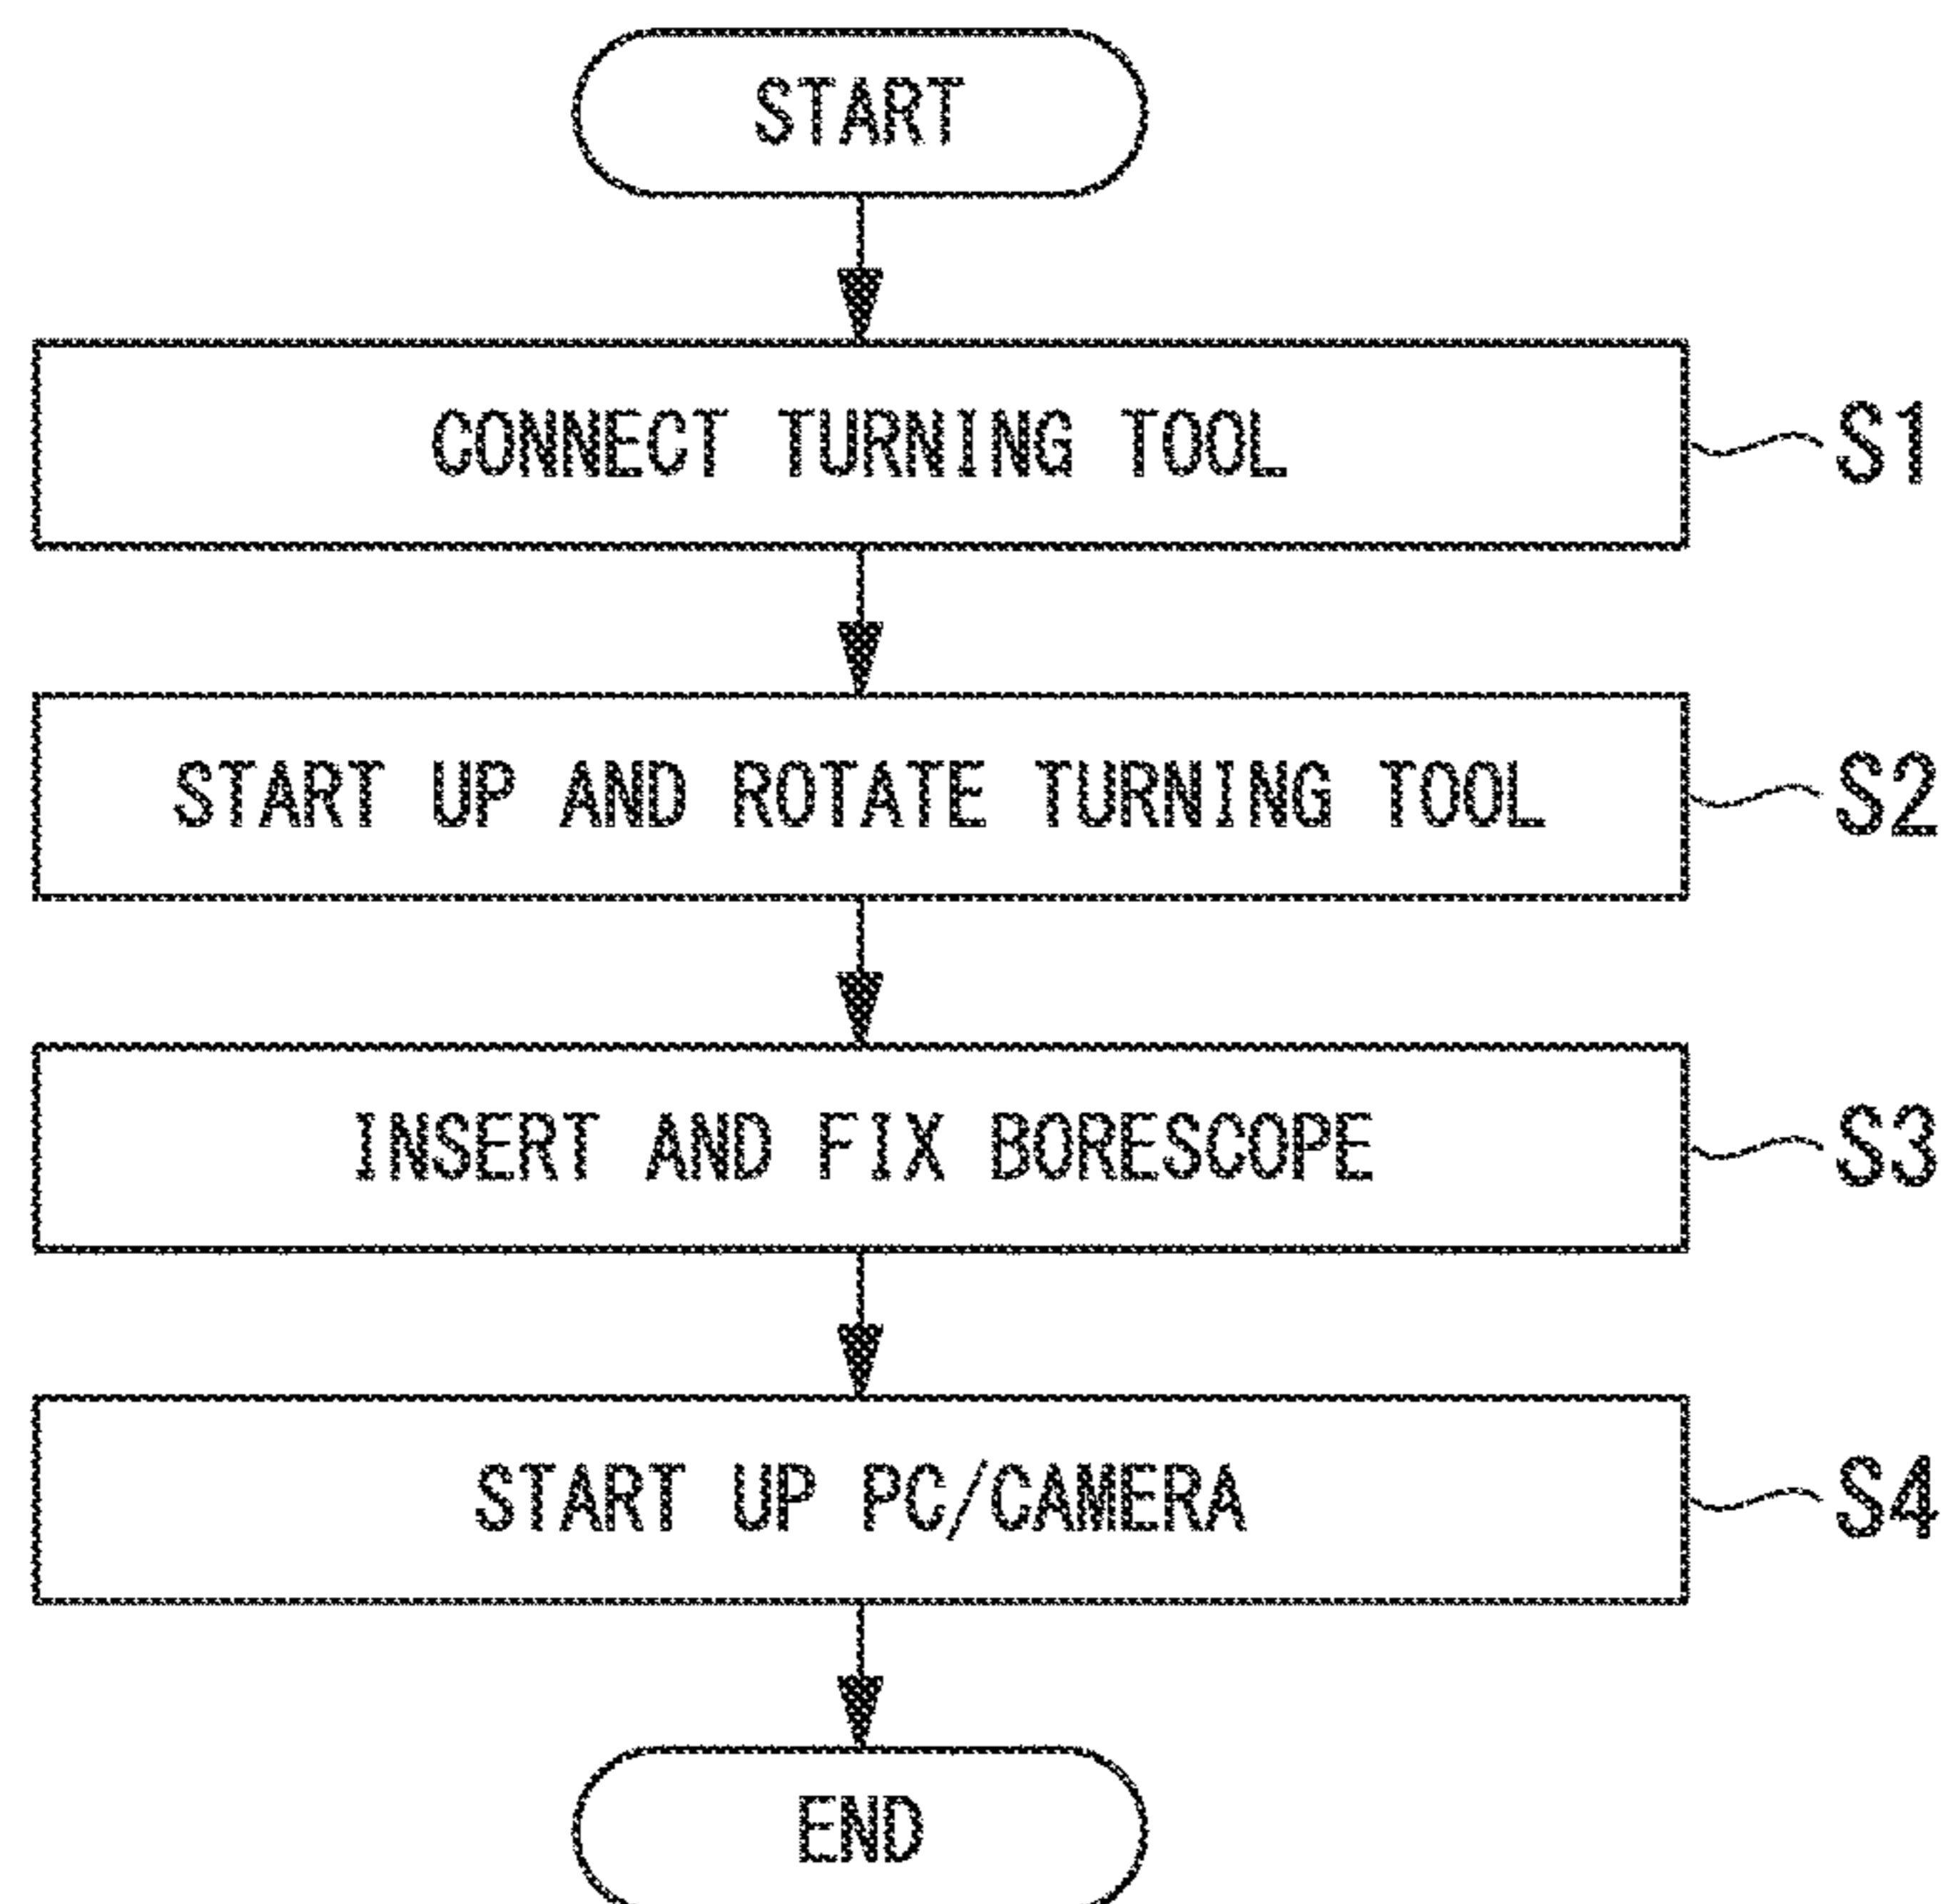 START
CONNECT TURNING TOOL
S1
START UP AND ROTATE TURNING TOOL
S2
INSERT AND FIX BORESCOPE
S3
START UP PC/CAMERA
S4
END